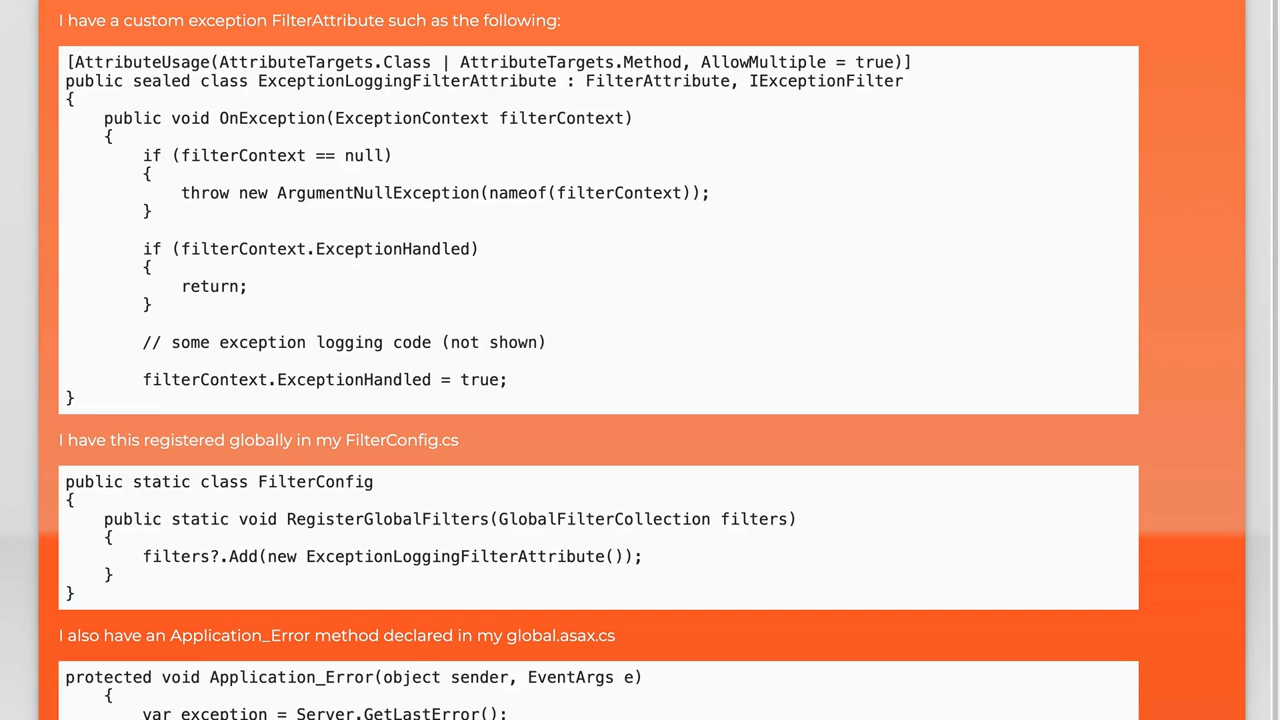 I have a custom exception FilterAttribute such as the following:
[AttributeUsage(AttributeTargets.Class | AttributeTargets.Method, AllowMultiple = true)]
public sealed class ExceptionLoggingFilterAttribute : FilterAttribute, IExceptionFilter
{
    public void OnException(ExceptionContext filterContext)
    {
        if (filterContext == null)
        {
            throw new ArgumentNullException(nameof(filterContext));
        }

        if (filterContext.ExceptionHandled)
        {
            return;
        }

        // some exception logging code (not shown)

        filterContext.ExceptionHandled = true;
}
I have this registered globally in my FilterConfig.cs
public static class FilterConfig
{
    public static void RegisterGlobalFilters(GlobalFilterCollection filters)
    {
        filters?.Add(new ExceptionLoggingFilterAttribute());
    }
}
I also have an Application_Error method declared in my global.asax.cs
protected void Application_Error(object sender, EventArgs e)
    {
        var exception = Server.GetLastError();